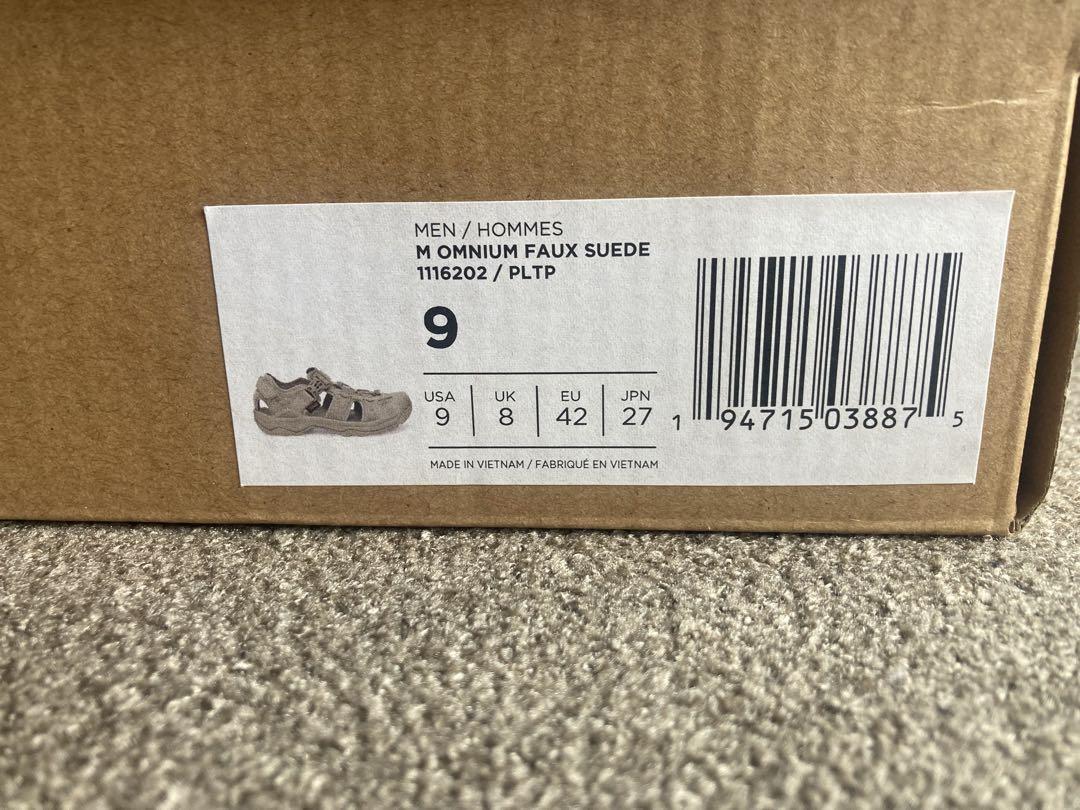 MEN / HOMMES
M OMNIUM FAUX SUEDE
1116202 / PLTP
9
USA UK EU JPN
9 8 42 27
MADE IN VIETNAM / FABRIQUÉ EN VIETNAM
1 94715 03887 5